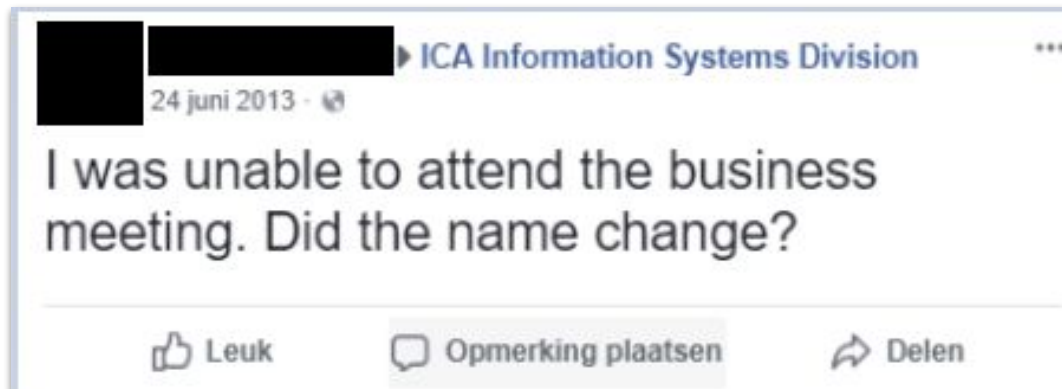 ICA Information Systems Division
24 juni 2013 ·
I was unable to attend the business
meeting. Did the name change?
Leuk Opmerking plaatsen Delen